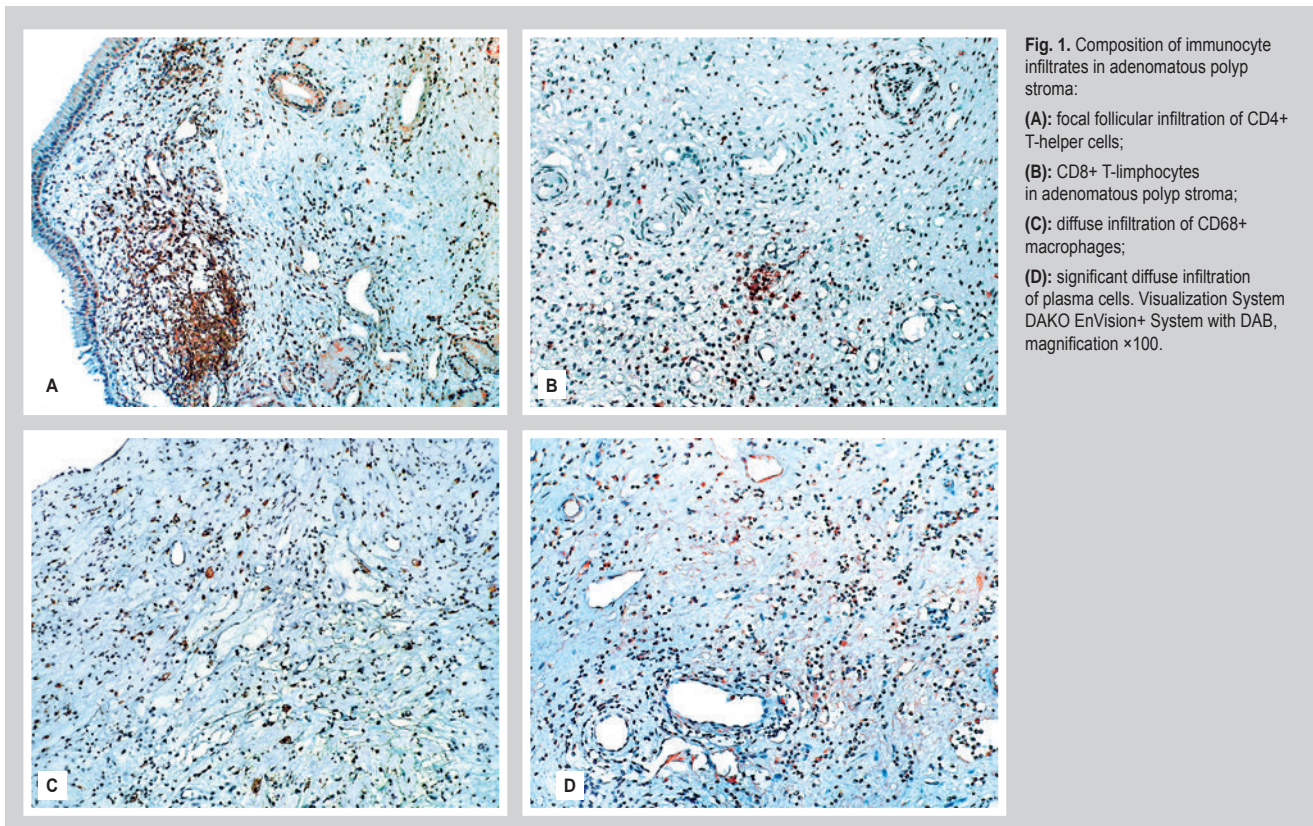 Fig. 1. Composition of immunocyte
infiltrates in adenomatous polyp
stroma:
(A): focal follicular infiltration of CD4+
T-helper cells;
(B): CD8+ T-limphocytes
in adenomatous polyp stroma;
(C): diffuse infiltration of CD68+
macrophages;
(D): significant diffuse infiltration
of plasma cells. Visualization System
DAKO EnVision+ System with DAB,
magnification ×100.
A
B
C
D